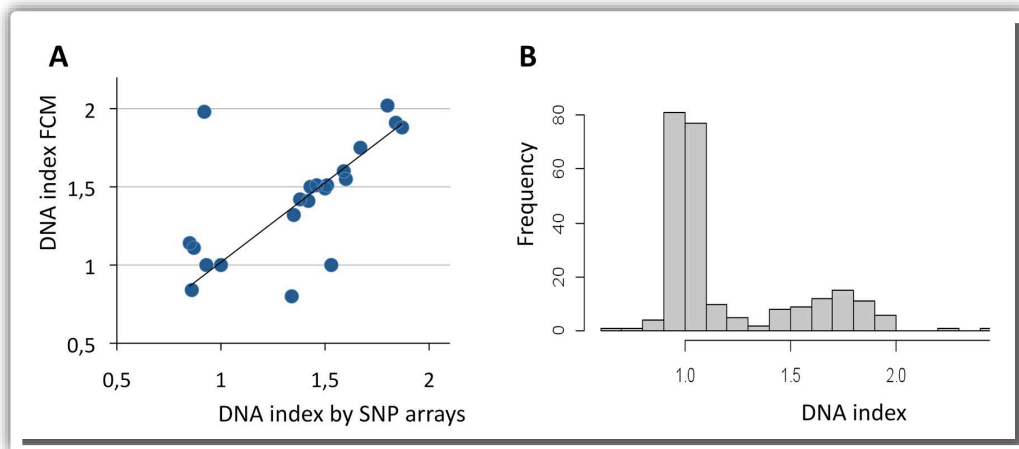 A
DNA index FCM
2
1,5
1
0,5
0,5 1 1,5 2
DNA index by SNP arrays
B
Frequency
80
60
40
20
0
1.0 1.5 2.0
DNA index